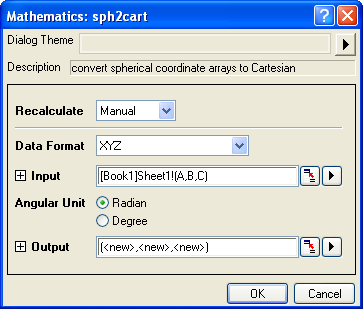 Mathematics: sph2cart
Dialog Theme
Description convert spherical coordinate arrays to Cartesian
Recalculate Manual
Data Format XYZ
Input [Book1]Sheet1!(A,B,C)
Angular Unit Radian
Degree
Output (<new>,<new>,<new>)
OK Cancel